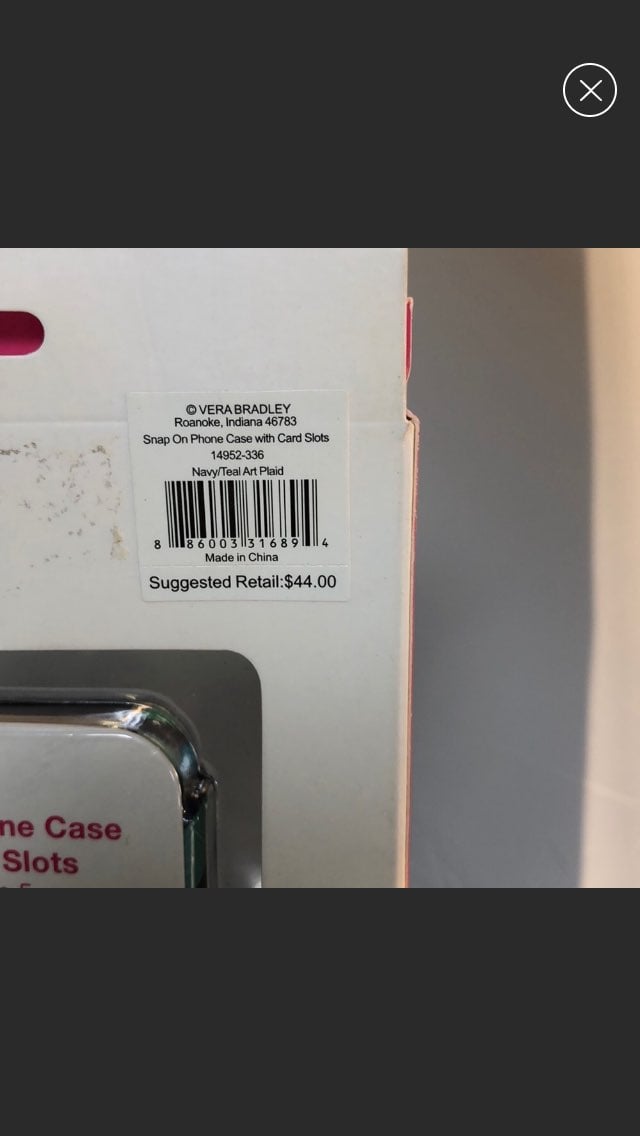 © VERA BRADLEY
Roanoke, Indiana 46783
Snap On Phone Case with Card Slots
14952-336
Navy/Teal Art Plaid
8 86003 31689 4
Made in China
Suggested Retail:$44.00
ne Case
Slots